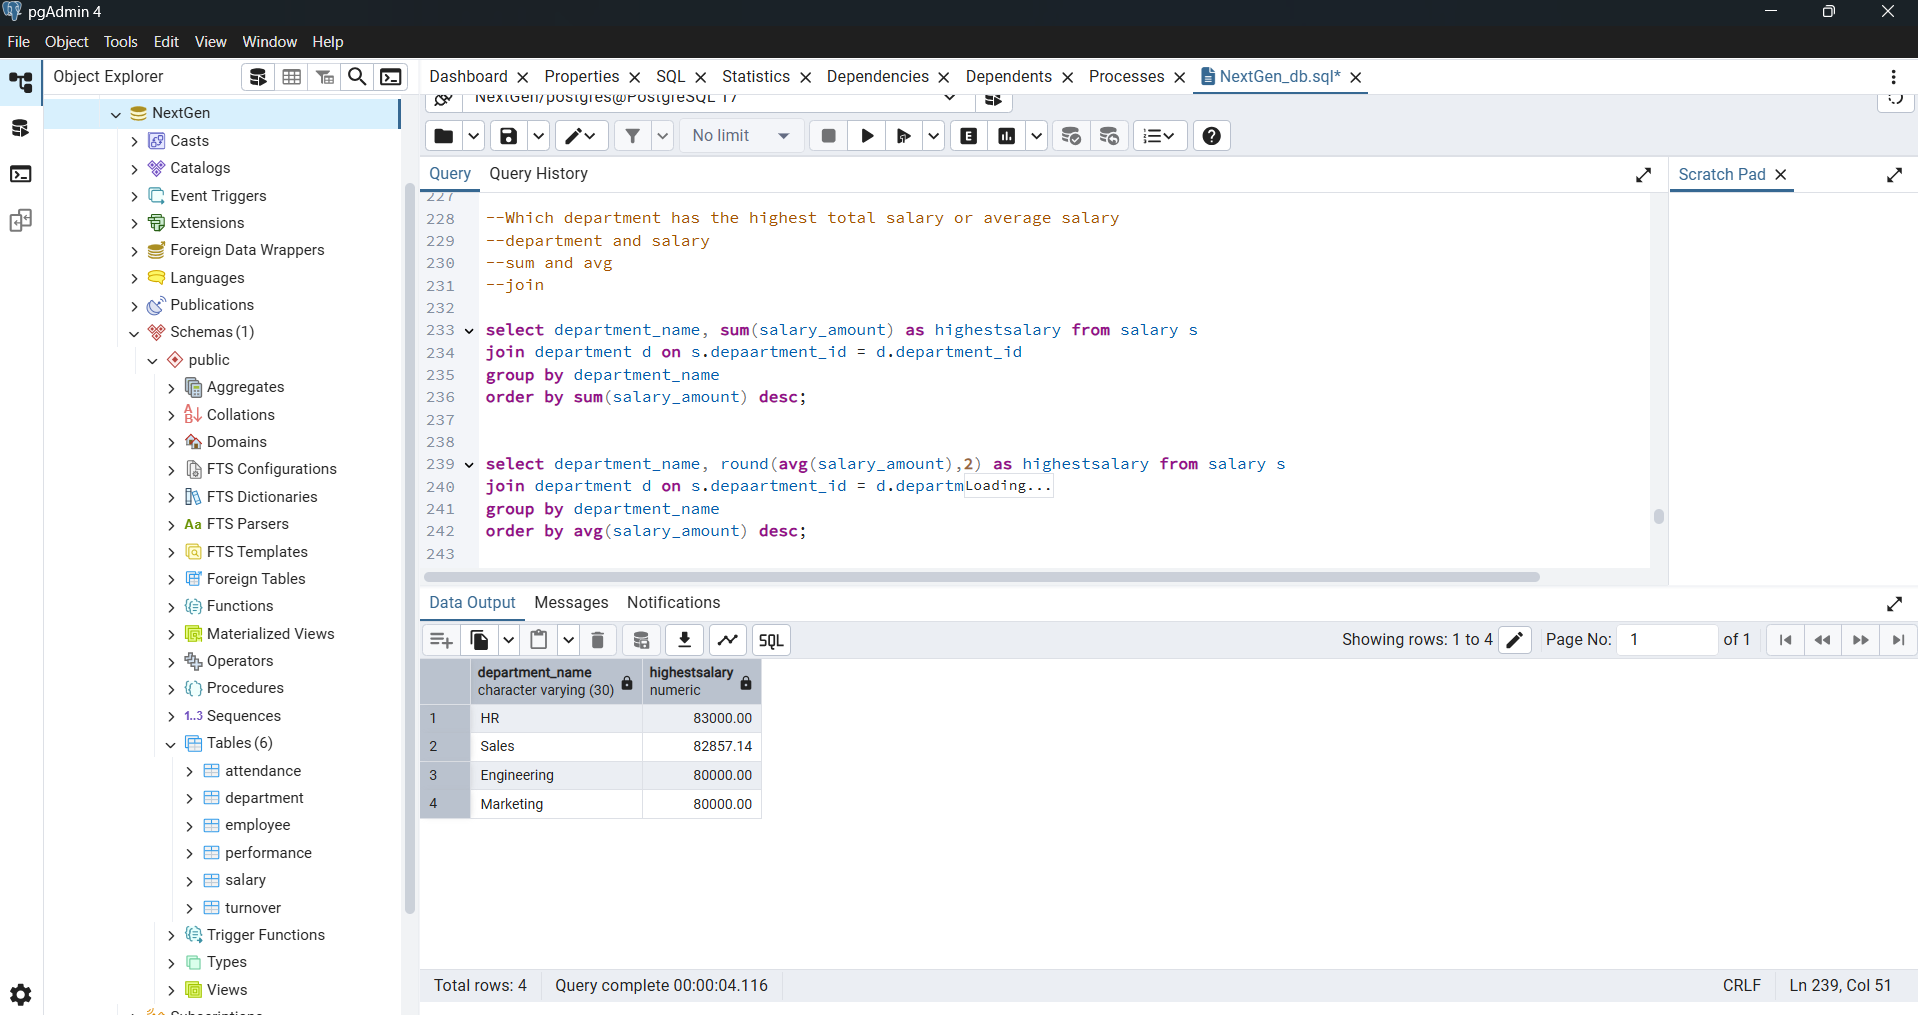 pgAdmin 4
File Object Tools Edit View Window Help
Object Explorer
Dashboard Properties SQL Statistics Dependencies Dependents Processes NextGen_db.sql*
NextGen/postgres@PostgreSQL 17
No limit
Query Query History
Scratch Pad
NextGen
Casts
Catalogs
Event Triggers
Extensions
Foreign Data Wrappers
Languages
Publications
Schemas (1)
public
Aggregates
Collations
Domains
FTS Configurations
FTS Dictionaries
FTS Parsers
FTS Templates
Foreign Tables
Functions
Materialized Views
Operators
Procedures
1..3 Sequences
Tables (6)
attendance
department
employee
performance
salary
turnover
Trigger Functions
Types
Views
Subscriptions
227
228 --Which department has the highest total salary or average salary
229 --department and salary
230 --sum and avg
231 --join
232
233 select department_name, sum(salary_amount) as highestsalary from salary s
234 join department d on s.depaartment_id = d.department_id
235 group by department_name
236 order by sum(salary_amount) desc;
237
238
239 select department_name, round(avg(salary_amount),2) as highestsalary from salary s
240 join department d on s.depaartment_id = d.departm Loading...
241 group by department_name
242 order by avg(salary_amount) desc;
243
Data Output Messages Notifications
SQL
Showing rows: 1 to 4 Page No: 1 of 1
department_name highestsalary
character varying (30) numeric
1 HR 83000.00
2 Sales 82857.14
3 Engineering 80000.00
4 Marketing 80000.00
Total rows: 4 Query complete 00:00:04.116 CRLF Ln 239, Col 51